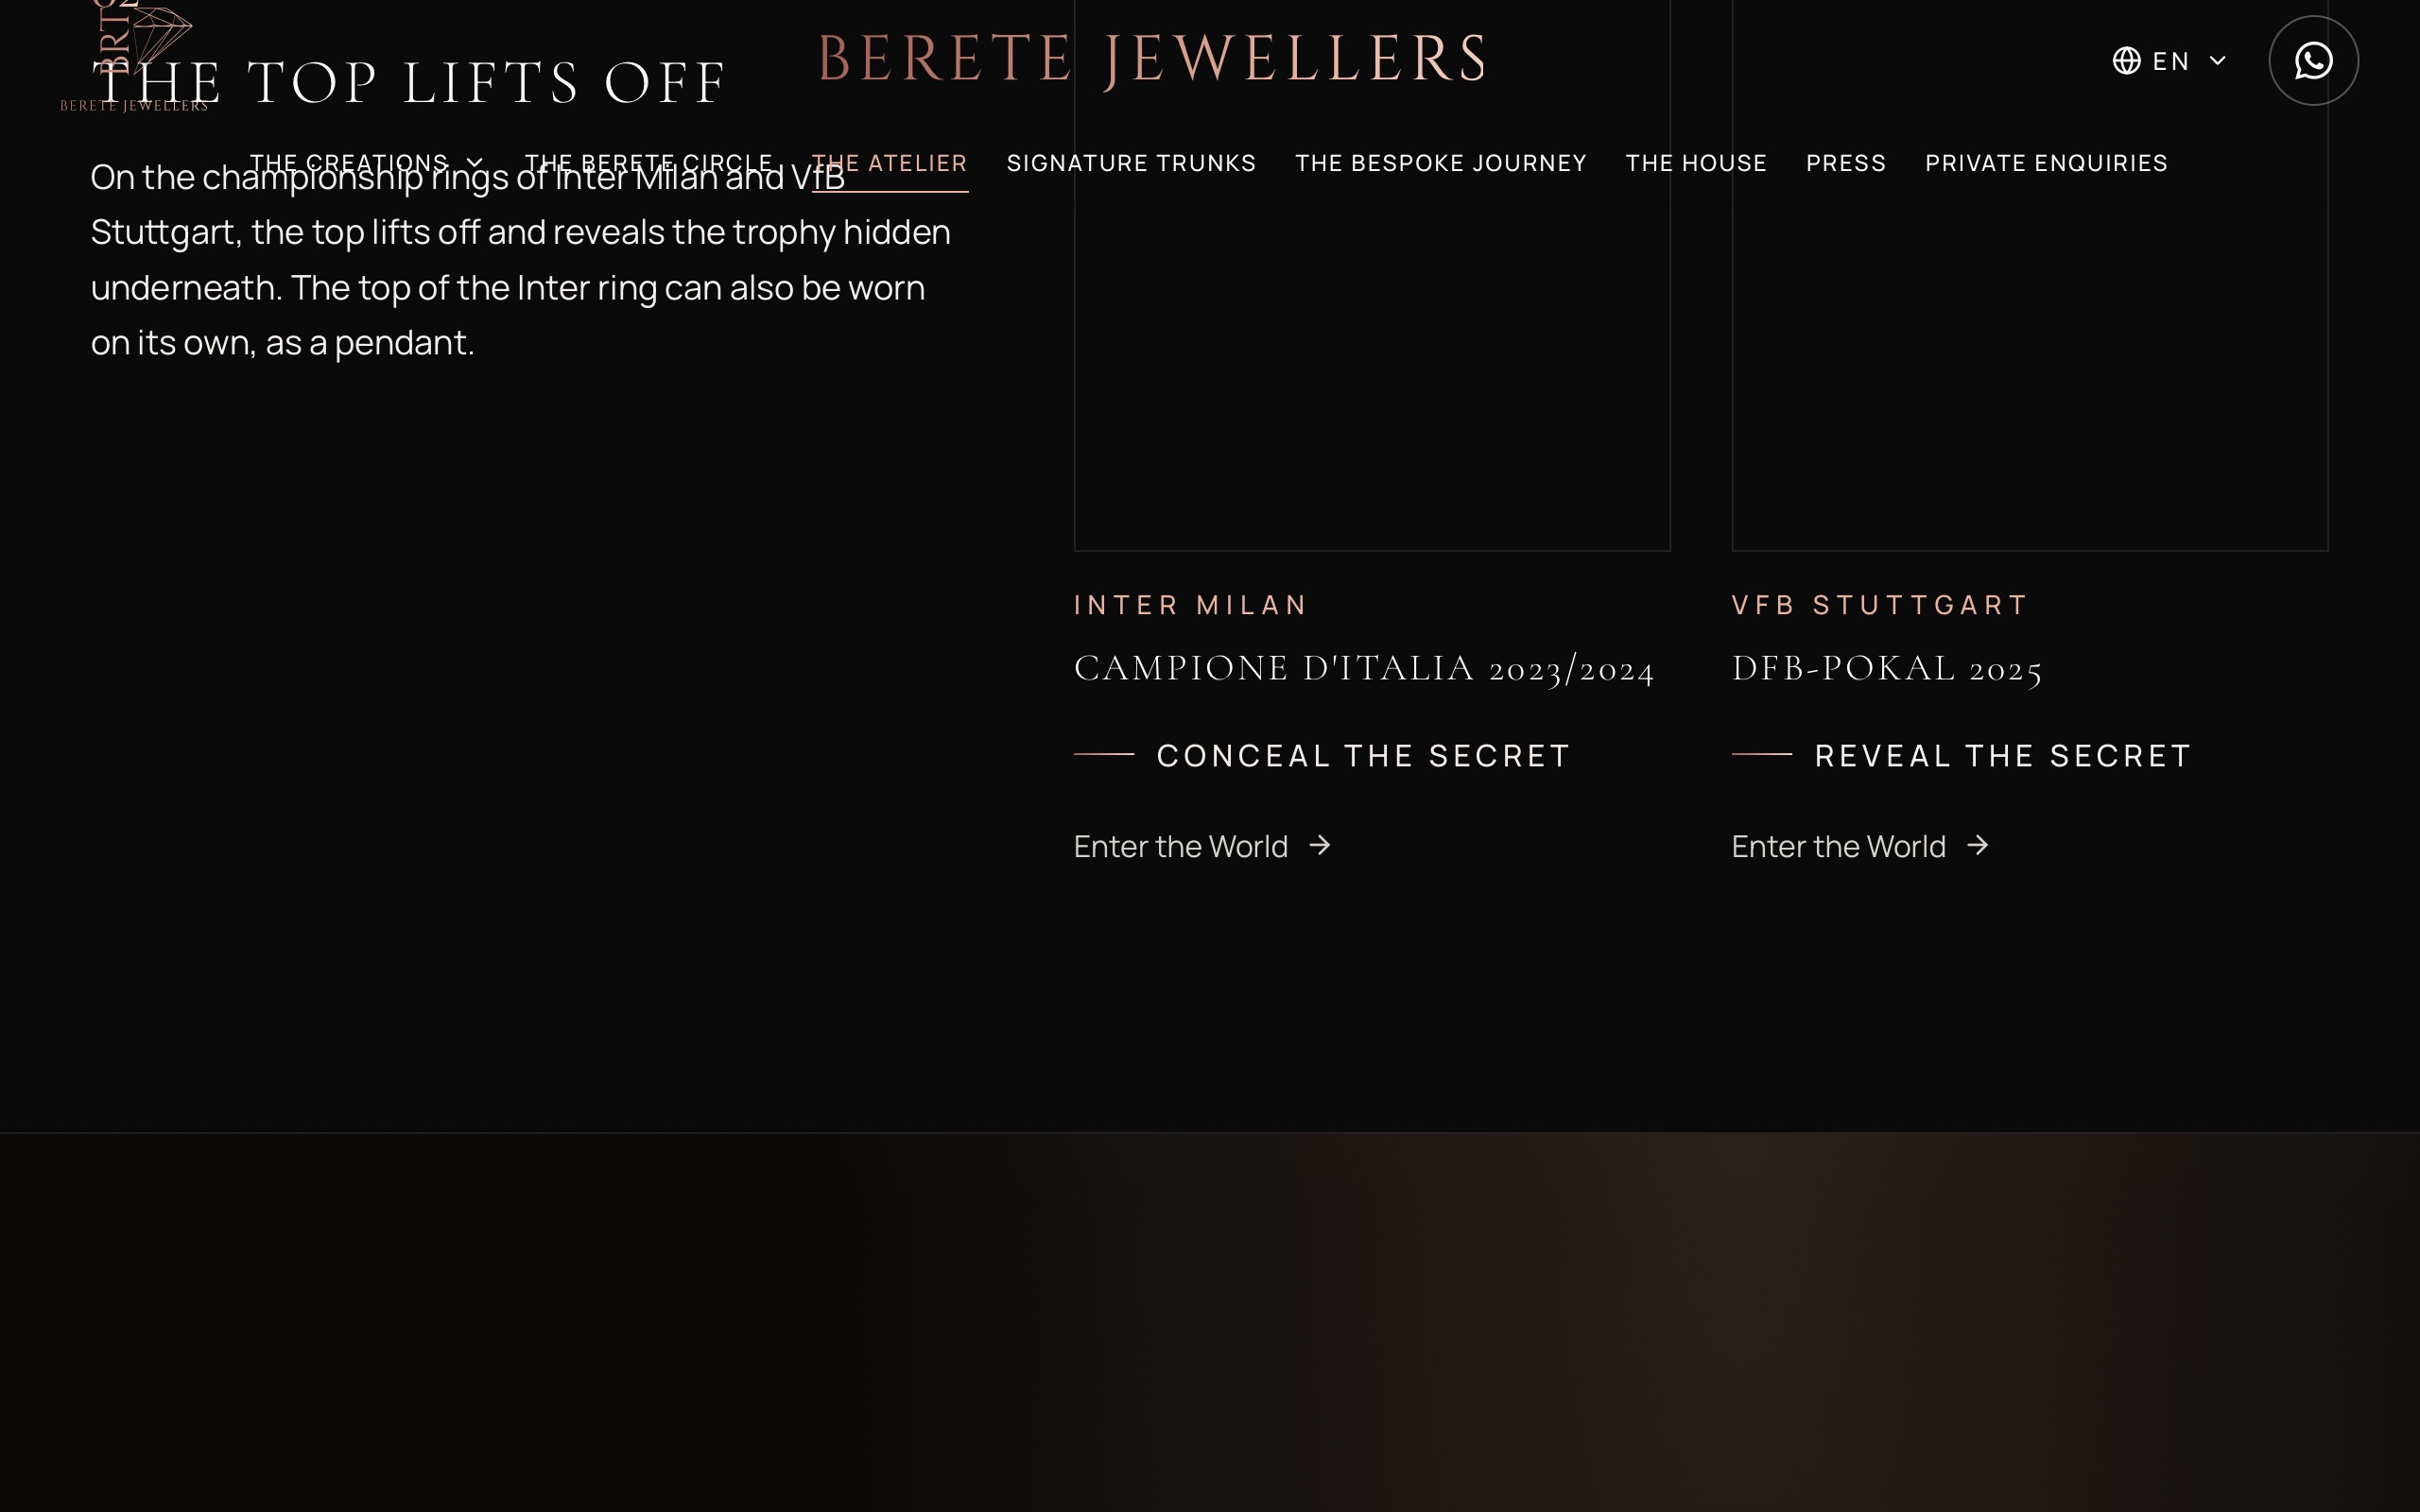 BRT
BERETE JEWELLERS
BERETE JEWELLERS
EN
THE CREATIONS
THE BERETE CIRCLE
THE ATELIER
SIGNATURE TRUNKS
THE BESPOKE JOURNEY
THE HOUSE
PRESS
PRIVATE ENQUIRIES
THE TOP LIFTS OFF
On the championship rings of Inter Milan and VfB
Stuttgart, the top lifts off and reveals the trophy hidden
underneath. The top of the Inter ring can also be worn
on its own, as a pendant.
INTER MILAN
CAMPIONE D'ITALIA 2023/2024
CONCEAL THE SECRET
Enter the World
VFB STUTTGART
DFB-POKAL 2025
REVEAL THE SECRET
Enter the World